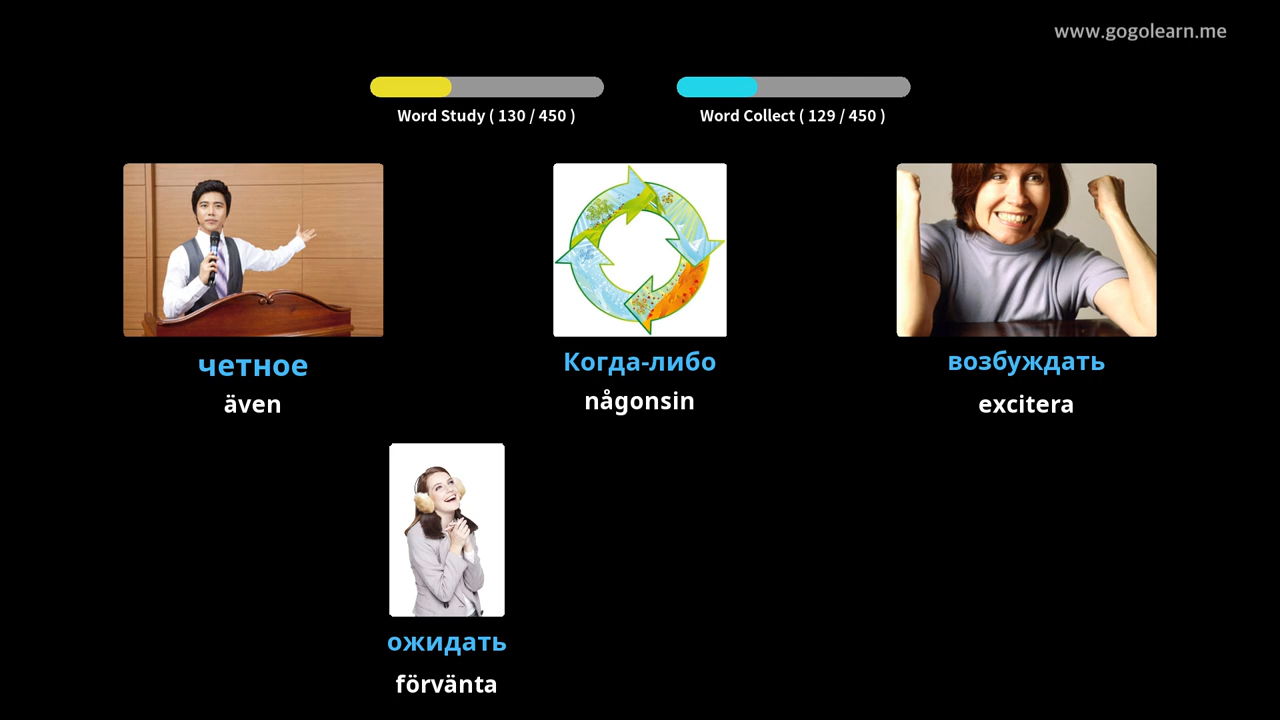 www.gogolearn.me
Word Study ( 130 / 450 )
Word Collect ( 129 / 450 )
четное
även
Когда-либо
någonsin
возбуждать
excitera
ожидать
förvänta